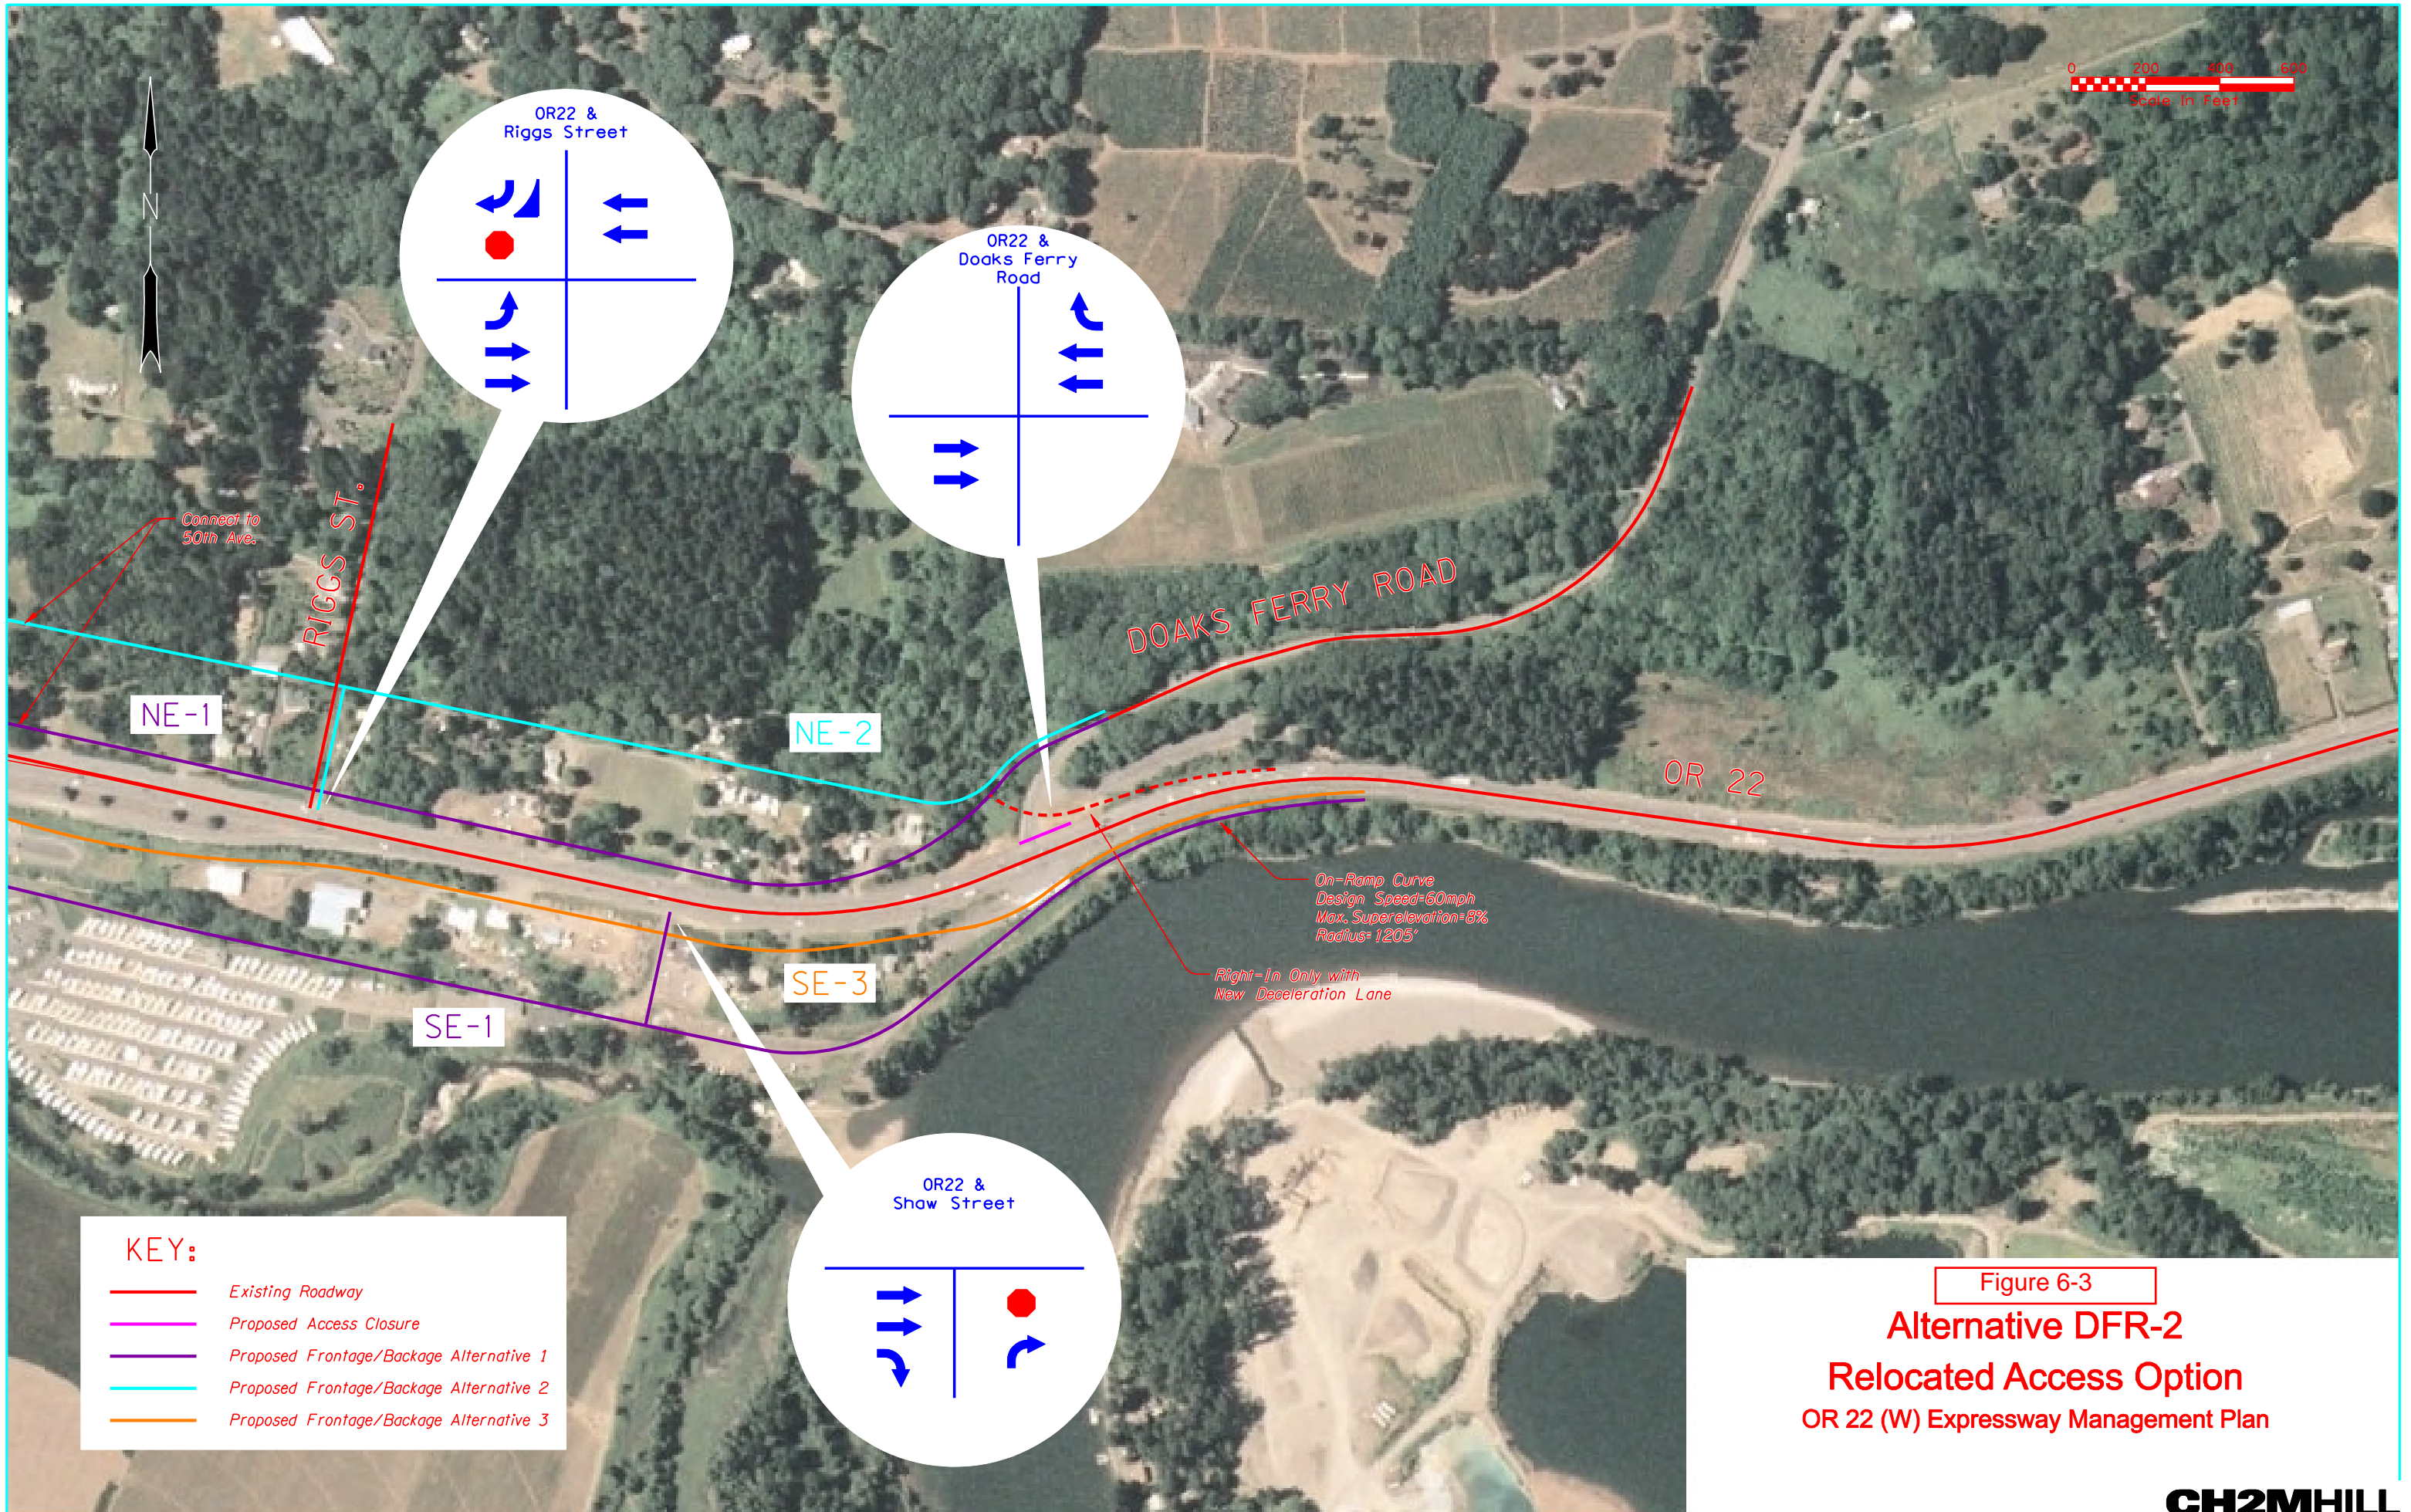 0 200 400 600
Scale In Feet
N
OR22 &
Riggs Street
OR22 &
Doaks Ferry
Road
Connect to
50th Ave.
RIGGS ST.
DOAKS FERRY ROAD
NE-1
NE-2
OR 22
On-Ramp Curve
Design Speed=60mph
Max. Superelevation=8%
Radius=1205'
Right-In Only with
New Deceleration Lane
SE-3
SE-1
OR22 &
Shaw Street
KEY:
Existing Roadway
Proposed Access Closure
Proposed Frontage/Backage Alternative 1
Proposed Frontage/Backage Alternative 2
Proposed Frontage/Backage Alternative 3
Figure 6-3
Alternative DFR-2
Relocated Access Option
OR 22 (W) Expressway Management Plan
CH2MHILL